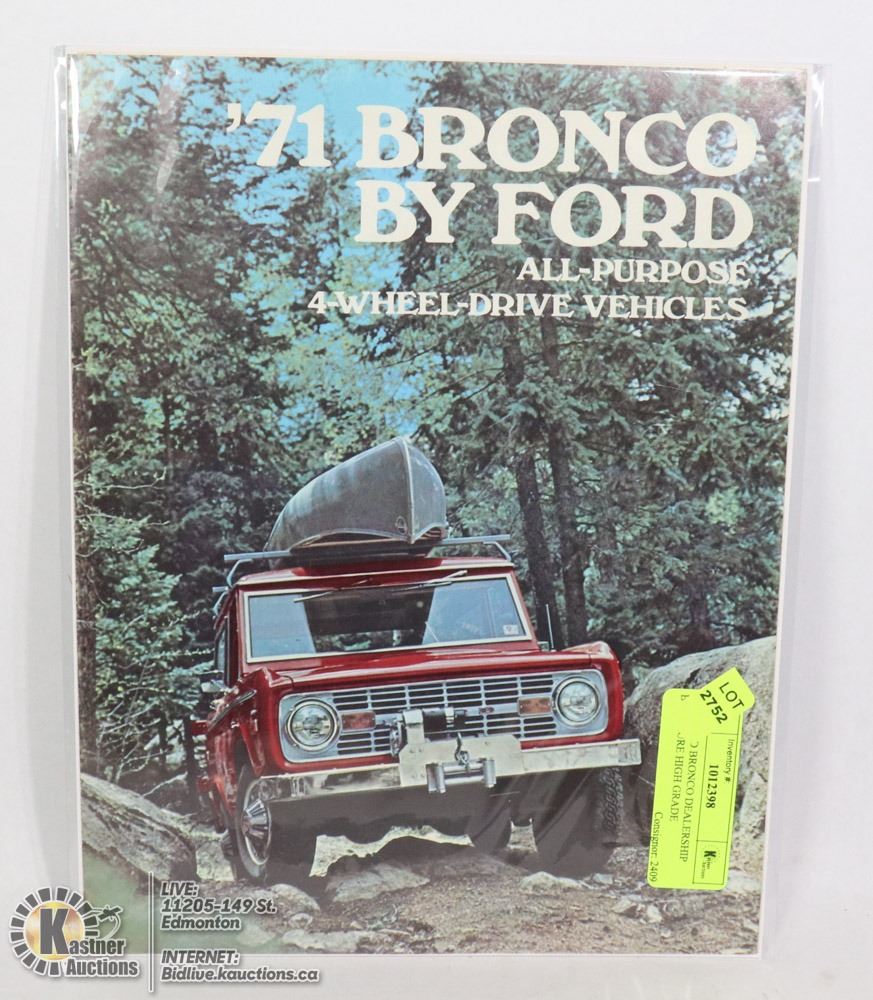 '71 BRONCO
BY FORD
ALL-PURPOSE
4-WHEEL-DRIVE VEHICLES
LOT
2752
Inventory #
1012398
BRONCO DEALERSHIP
HIGH GRADE
Consignor: 2409
Kastner
Auctions
LIVE:
11205-149 St.
Edmonton
INTERNET:
Bidlive.kauctions.ca